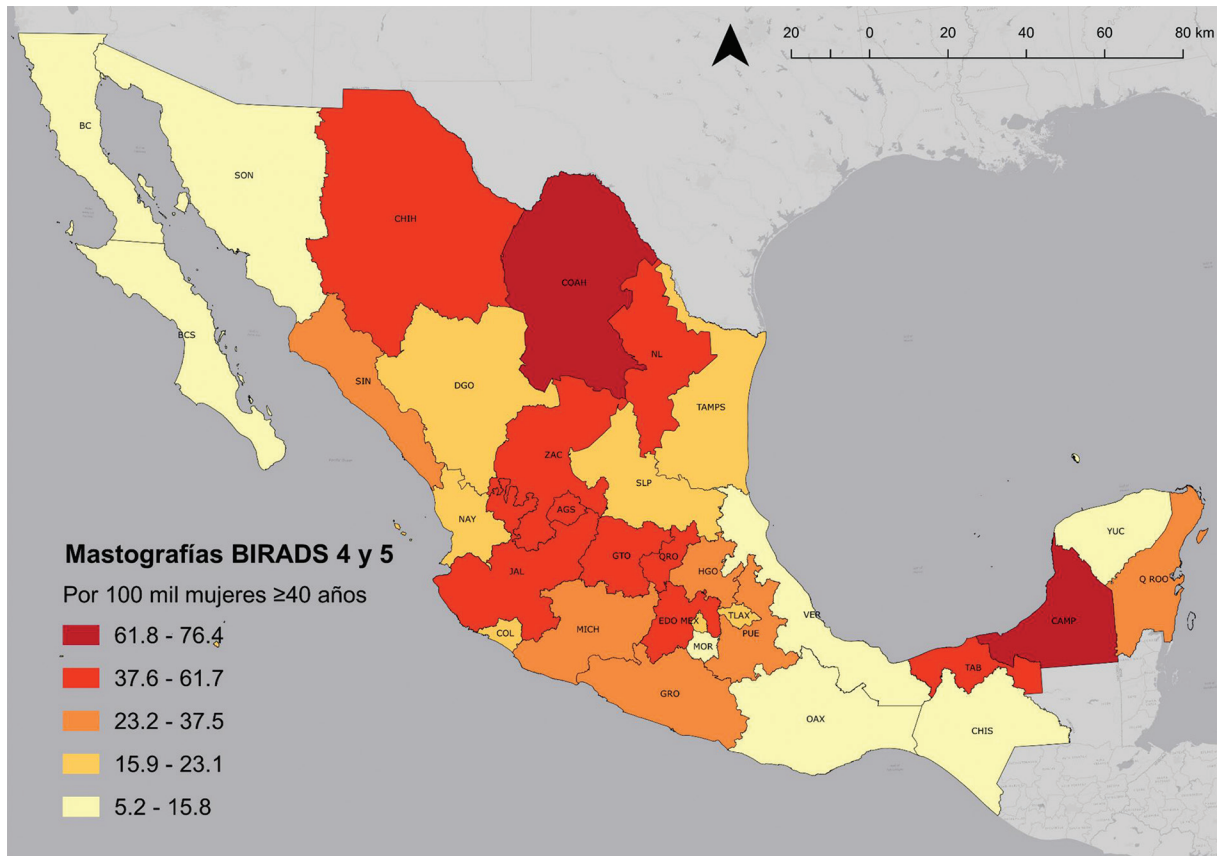 20 0 20 40 60 80 km
BC
SON
CHIH
COAH
BCS
NL
SIN
DGO
TAMPS
ZAC
SLP
NAY
AGS
YUC
Mastografías BIRADS 4 y 5
JAL
GTO
QRO
HGO
Q ROO
Por 100 mil mujeres ≥40 años
VER
COL
MICH
EDO MEX
TLAX
CAMP
61.8 - 76.4
PUE
MOR
TAB
37.6 - 61.7
GRO
23.2 - 37.5
OAX
CHIS
15.9 - 23.1
5.2 - 15.8